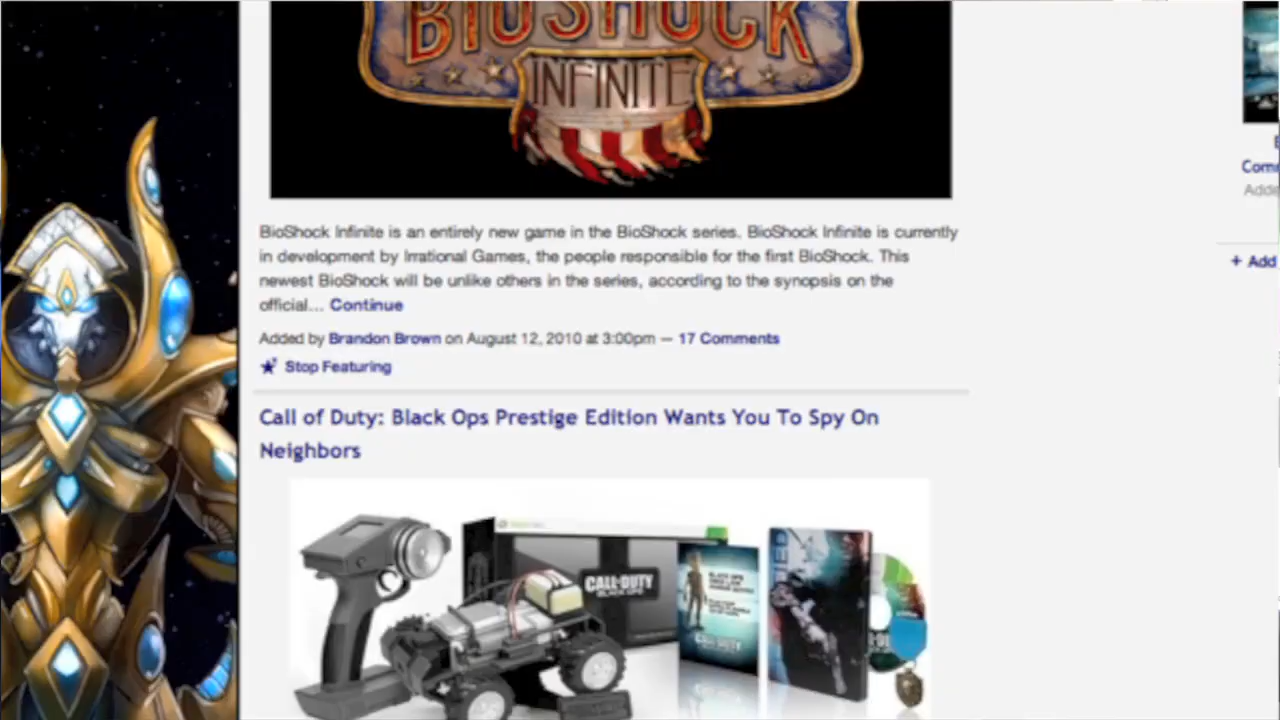 BIOSHOCK
INFINITE
BioShock Infinite is an entirely new game in the BioShock series. BioShock Infinite is currently
in development by Irrational Games, the people responsible for the first BioShock. This
newest BioShock will be unlike others in the series, according to the synopsis on the
official... Continue
Added by Brandon Brown on August 12, 2010 at 3:00pm — 17 Comments
Stop Featuring
+ Add
Call of Duty: Black Ops Prestige Edition Wants You To Spy On
Neighbors
CALL OF DUTY
BLACK OPS